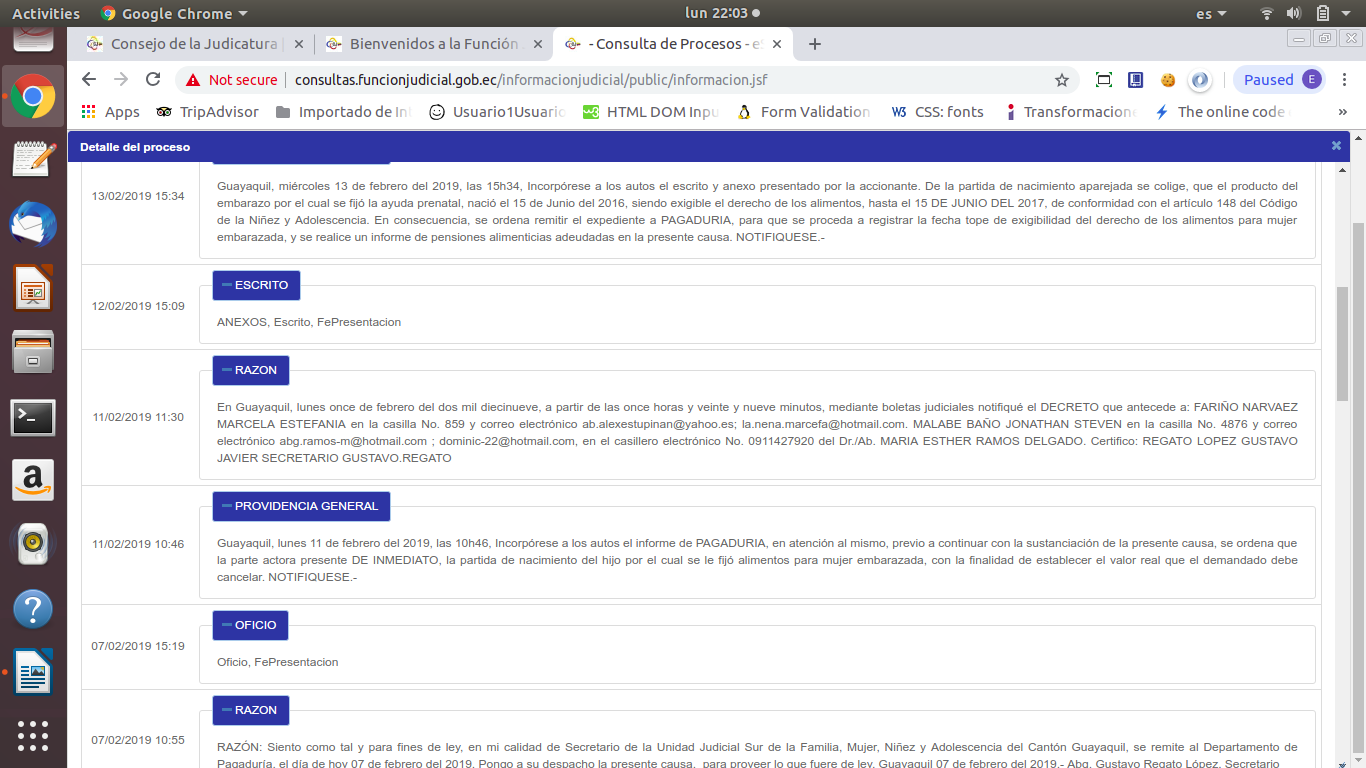 Activities
Google Chrome
lun 22:03
es
Consejo de la Judicatura
Bienvenidos a la Función
- Consulta de Procesos - eS
Not secure
consultas.funcionjudicial.gob.ec/informacionjudicial/public/informacion.jsf
Paused
E
Apps
TripAdvisor
Importado de In
Usuario1Usuario
HTML DOM Inpu
Form Validation
W3 CSS: fonts
Transformacione
The online code
»
Detalle del proceso
13/02/2019 15:34
Guayaquil, miércoles 13 de febrero del 2019, las 15h34, Incorpórese a los autos el escrito y anexo presentado por la accionante. De la partida de nacimiento aparejada se colige, que el producto del
embarazo por el cual se fijó la ayuda prenatal, nació el 15 de Junio del 2016, siendo exigible el derecho de los alimentos, hasta el 15 DE JUNIO DEL 2017, de conformidad con el artículo 148 del Código
de la Niñez y Adolescencia. En consecuencia, se ordena remitir el expediente a PAGADURIA, para que se proceda a registrar la fecha tope de exigibilidad del derecho de los alimentos para mujer
embarazada, y se realice un informe de pensiones alimenticias adeudadas en la presente causa. NOTIFIQUESE.-
ESCRITO
12/02/2019 15:09
ANEXOS, Escrito, FePresentacion
RAZON
11/02/2019 11:30
En Guayaquil, lunes once de febrero del dos mil diecinueve, a partir de las once horas y veinte y nueve minutos, mediante boletas judiciales notifiqué el DECRETO que antecede a: FARIÑO NARVAEZ
MARCELA ESTEFANIA en la casilla No. 859 y correo electrónico ab.alexestupinan@yahoo.es; la.nena.marcefa@hotmail.com. MALABE BAÑO JONATHAN STEVEN en la casilla No. 4876 y correo
electrónico abg.ramos-m@hotmail.com ; dominic-22@hotmail.com, en el casillero electrónico No. 0911427920 del Dr./Ab. MARIA ESTHER RAMOS DELGADO. Certifico: REGATO LOPEZ GUSTAVO
JAVIER SECRETARIO GUSTAVO.REGATO
PROVIDENCIA GENERAL
11/02/2019 10:46
Guayaquil, lunes 11 de febrero del 2019, las 10h46, Incorpórese a los autos el informe de PAGADURIA, en atención al mismo, previo a continuar con la sustanciación de la presente causa, se ordena que
la parte actora presente DE INMEDIATO, la partida de nacimiento del hijo por el cual se le fijó alimentos para mujer embarazada, con la finalidad de establecer el valor real que el demandado debe
cancelar. NOTIFIQUESE.-
OFICIO
07/02/2019 15:19
Oficio, FePresentacion
RAZON
07/02/2019 10:55
RAZÓN: Siento como tal y para fines de ley, en mi calidad de Secretario de la Unidad Judicial Sur de la Familia, Mujer, Niñez y Adolescencia del Cantón Guayaquil, se remite al Departamento de
Pagaduría, el día de hoy 07 de febrero del 2019. Pongo a su despacho la presente causa, para proveer lo que fuere de ley. Guayaquil 07 de febrero del 2019.- Abg. Gustavo Regato López. Secretario